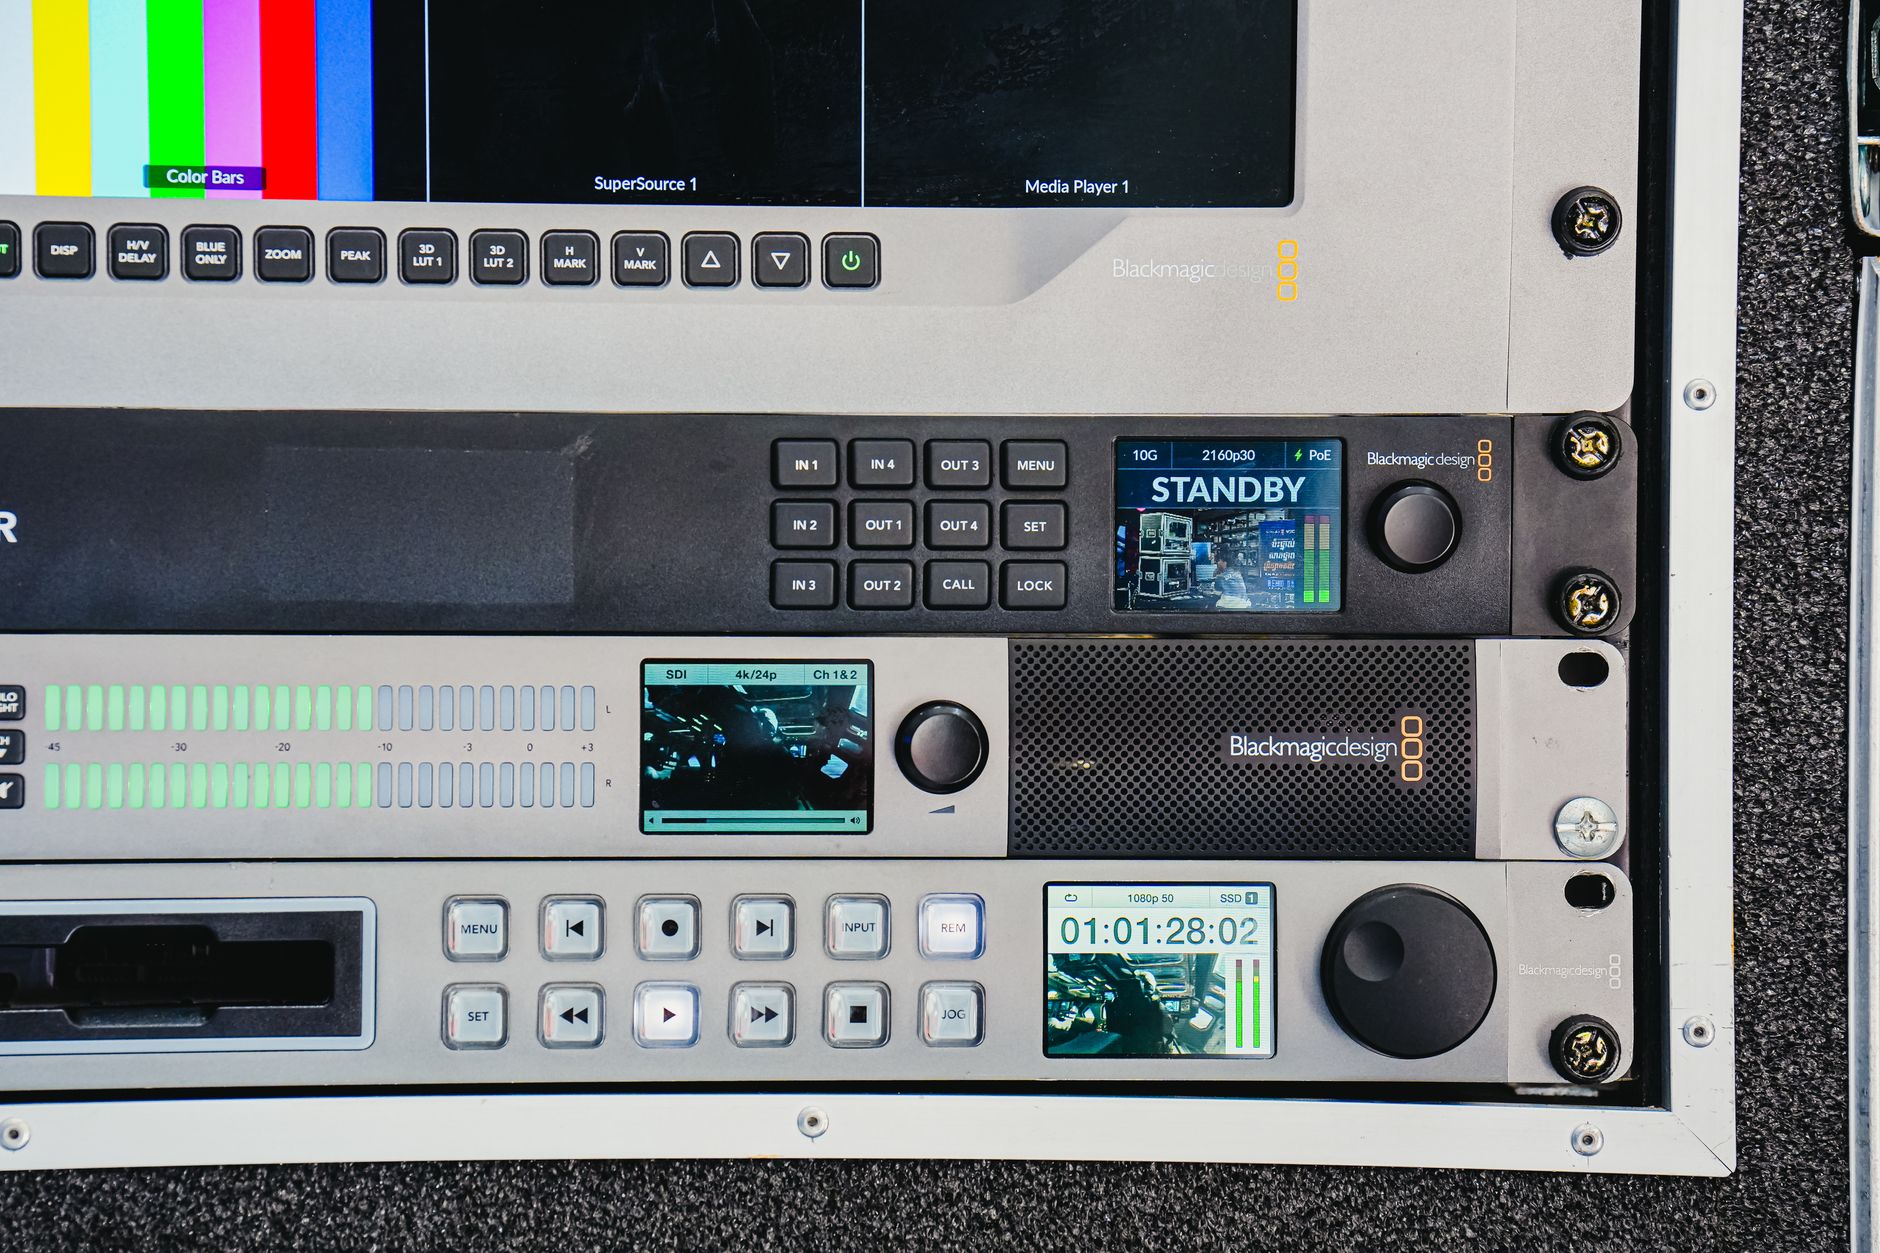 Color Bars
SuperSource 1
Media Player 1
DISP
H/V
DELAY
BLUE
ONLY
ZOOM
PEAK
3D
LUT 1
3D
LUT 2
H
MARK
V
MARK
Blackmagicdesign
R
IN 1
IN 4
OUT 3
MENU
IN 2
OUT 1
OUT 4
SET
IN 3
OUT 2
CALL
LOCK
10G
2160p30
PoE
STANDBY
Blackmagicdesign
L
-45
-30
-20
-10
-3
0
+3
R
SDI
4k/24p
Ch 1&2
Blackmagicdesign
MENU
INPUT
REM
SET
JOG
1080p 50
SSD 1
01:01:28:02
Blackmagicdesign